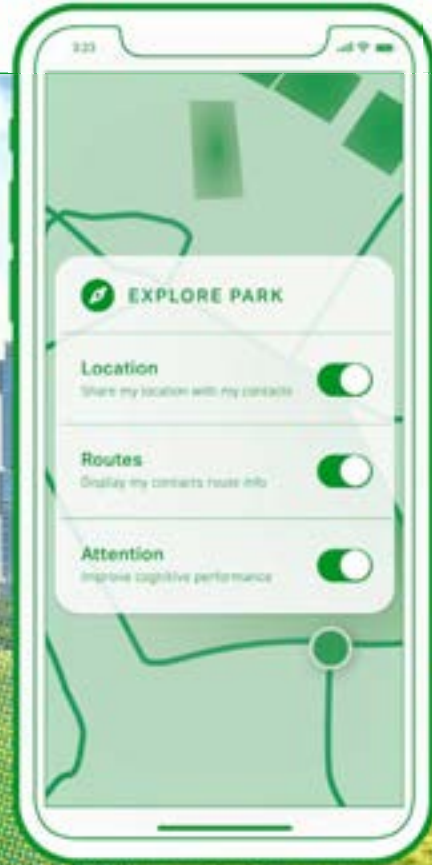 3:23
EXPLORE PARK
Location
Share my location with my contacts
Routes
Display my contacts route info
Attention
Improve cognitive performance